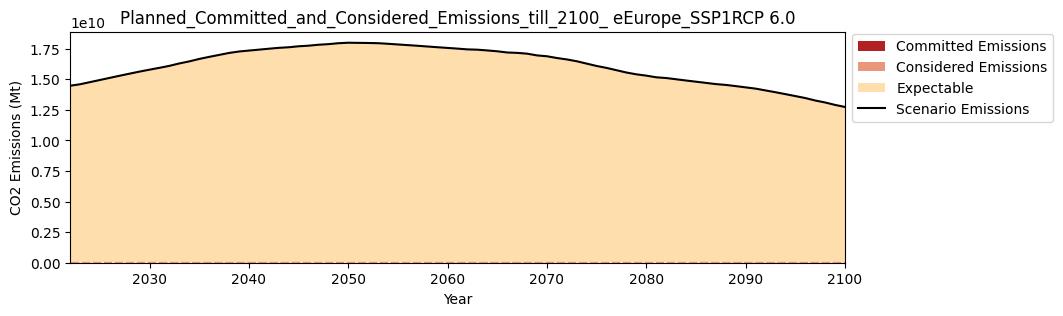 Planned_Committed_and_Considered_Emissions_till_2100_ eEurope_SSP1RCP 6.0
1e10
1.75
1.50
1.25
1.00
0.75
0.50
0.25
0.00
CO2 Emissions (Mt)
2030 2040 2050 2060 2070 2080 2090 2100
Year
Committed Emissions
Considered Emissions
Expectable
Scenario Emissions